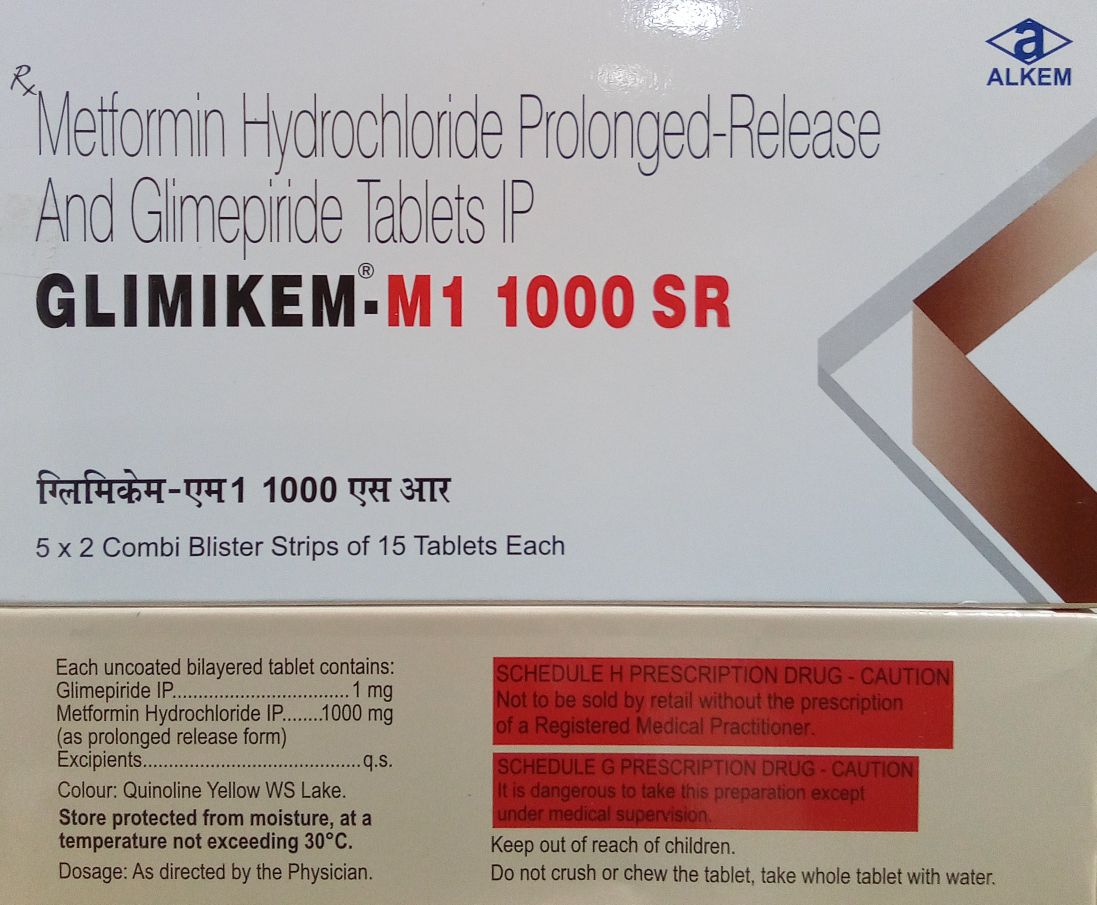 a
ALKEM
Rx
Metformin Hydrochloride Prolonged-Release
And Glimepiride Tablets IP
GLIMIKEM®-M1 1000 SR
ग्लिमिकेम-एम1 1000 एस आर
5 x 2 Combi Blister Strips of 15 Tablets Each
Each uncoated bilayered tablet contains:
Glimepiride IP................................1 mg
Metformin Hydrochloride IP.......1000 mg
(as prolonged release form)
Excipients.......................................q.s.
Colour: Quinoline Yellow WS Lake.
Store protected from moisture, at a
temperature not exceeding 30°C.
Dosage: As directed by the Physician.
SCHEDULE H PRESCRIPTION DRUG - CAUTION
Not to be sold by retail without the prescription
of a Registered Medical Practitioner.
SCHEDULE G PRESCRIPTION DRUG - CAUTION
It is dangerous to take this preparation except
under medical supervision.
Keep out of reach of children.
Do not crush or chew the tablet, take whole tablet with water.